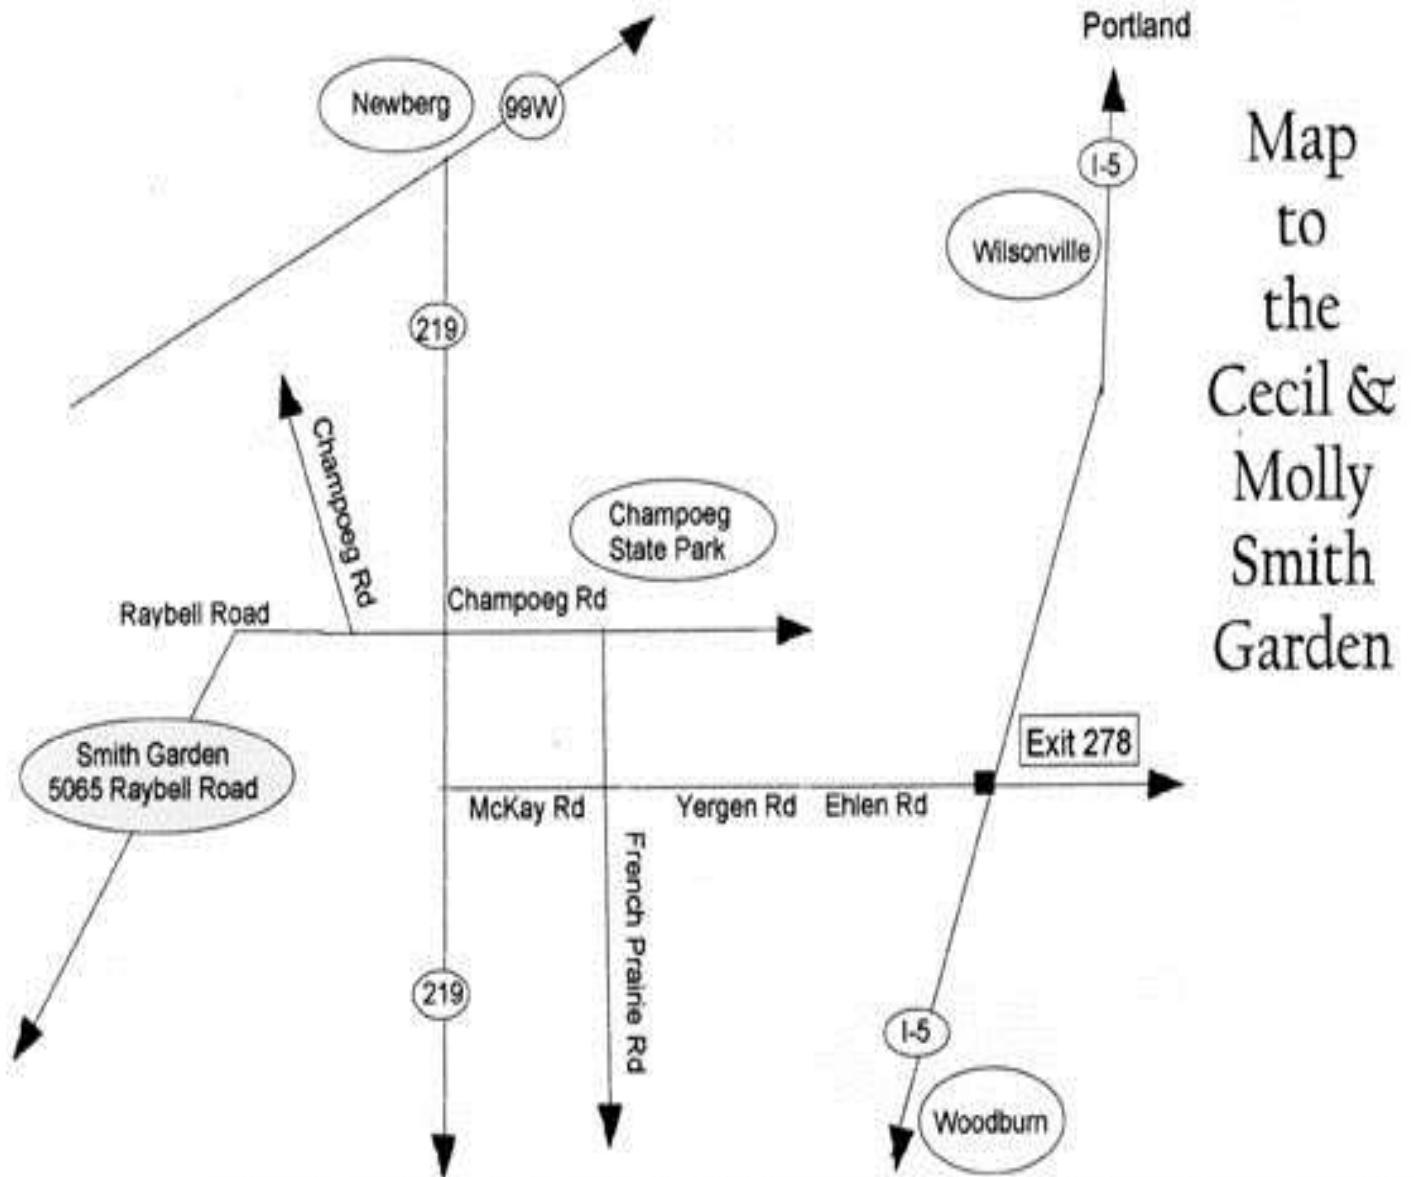 Portland
Newberg
99W
I-5
Map
to
the
Cecil &
Molly
Smith
Garden
Wilsonville
219
Champoeg Rd
Champoeg
State Park
Champoeg Rd
Raybell Road
Smith Garden
5065 Raybell Road
Exit 278
McKay Rd
Yergen Rd
Ehlen Rd
French Prairie Rd
219
I-5
Woodburn